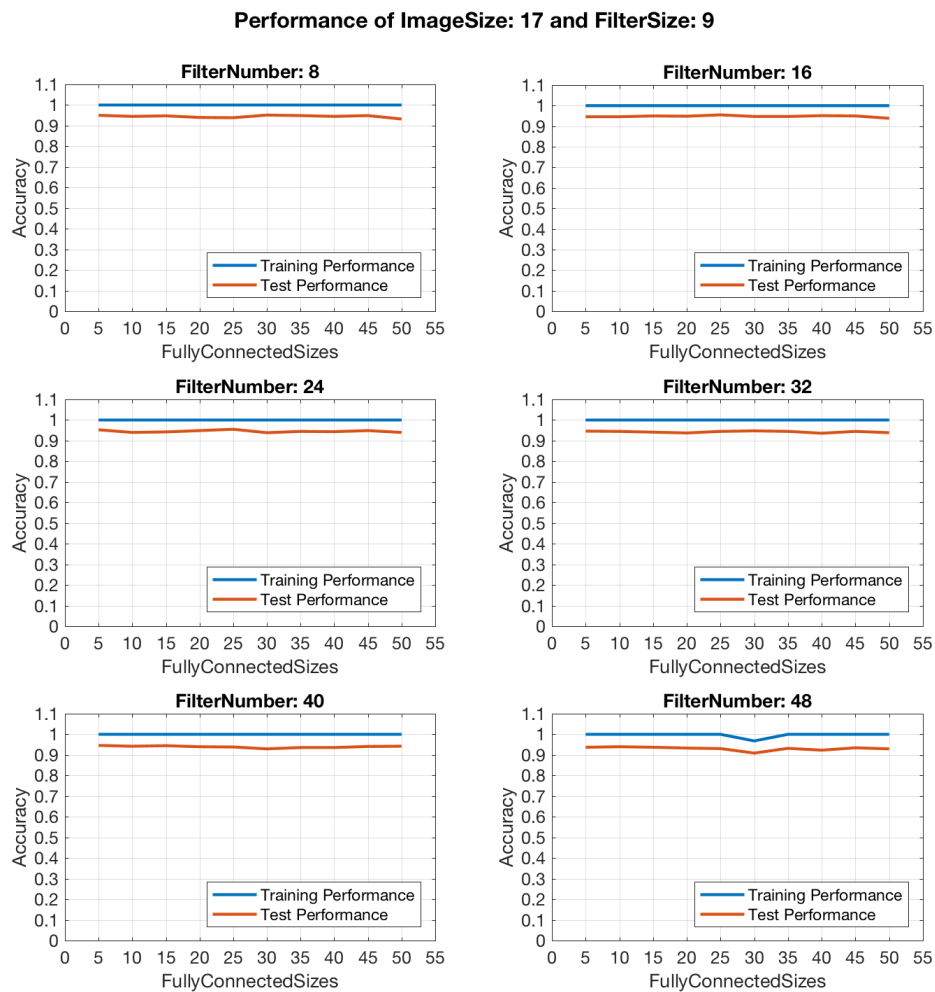 Performance of ImageSize: 17 and FilterSize: 9
FilterNumber: 8
1.1
1
0.9
0.8
0.7
0.6
0.5
0.4
0.3
0.2
0.1
0
Accuracy
Training Performance
Test Performance
0 5 10 15 20 25 30 35 40 45 50 55
FullyConnectedSizes
FilterNumber: 16
1.1
1
0.9
0.8
0.7
0.6
0.5
0.4
0.3
0.2
0.1
0
Accuracy
Training Performance
Test Performance
0 5 10 15 20 25 30 35 40 45 50 55
FullyConnectedSizes
FilterNumber: 24
1.1
1
0.9
0.8
0.7
0.6
0.5
0.4
0.3
0.2
0.1
0
Accuracy
Training Performance
Test Performance
0 5 10 15 20 25 30 35 40 45 50 55
FullyConnectedSizes
FilterNumber: 32
1.1
1
0.9
0.8
0.7
0.6
0.5
0.4
0.3
0.2
0.1
0
Accuracy
Training Performance
Test Performance
0 5 10 15 20 25 30 35 40 45 50 55
FullyConnectedSizes
FilterNumber: 40
1.1
1
0.9
0.8
0.7
0.6
0.5
0.4
0.3
0.2
0.1
0
Accuracy
Training Performance
Test Performance
0 5 10 15 20 25 30 35 40 45 50 55
FullyConnectedSizes
FilterNumber: 48
1.1
1
0.9
0.8
0.7
0.6
0.5
0.4
0.3
0.2
0.1
0
Accuracy
Training Performance
Test Performance
0 5 10 15 20 25 30 35 40 45 50 55
FullyConnectedSizes